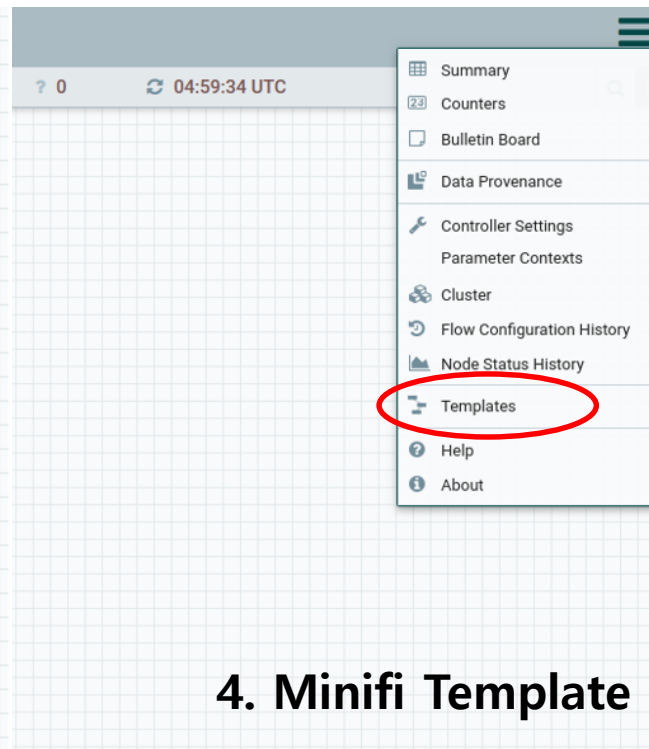 ? 0 04:59:34 UTC
Summary
Counters
Bulletin Board
Data Provenance
Controller Settings
Parameter Contexts
Cluster
Flow Configuration History
Node Status History
Templates
Help
About
4. Minifi Template